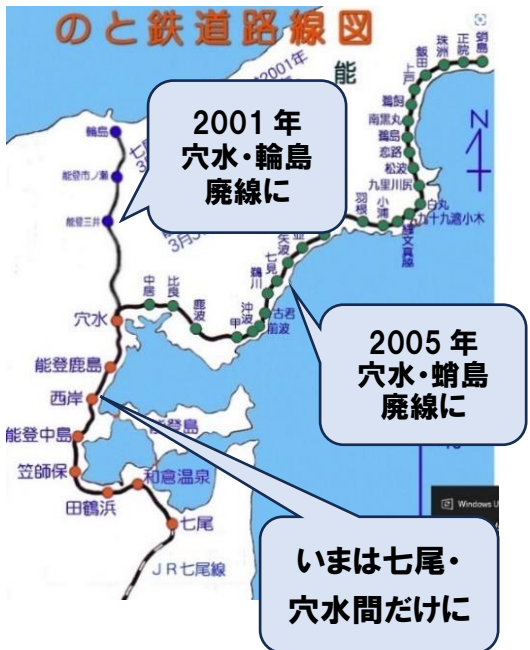 のと鉄道路線図
2001年
穴水・輪島
廃線に
2005年
穴水・蛸島
廃線に
いまは七尾・
穴水間だけに
能
N
輪島
能登市ノ瀬
能登三井
穴水
能登鹿島
西岸
能登中島
笠師保
田鶴浜
和倉温泉
七尾
JR七尾線
能登島
中居
比良
鹿波
甲
沖波
前波
古君
鵜川
七見
矢波
羽根
小浦
縄文真脇
九十九湾小木
白丸
九里川尻
松波
恋路
鵜島
南黒丸
鵜飼
上戸
飯田
珠洲
正院
蛸島
2001年
Windows